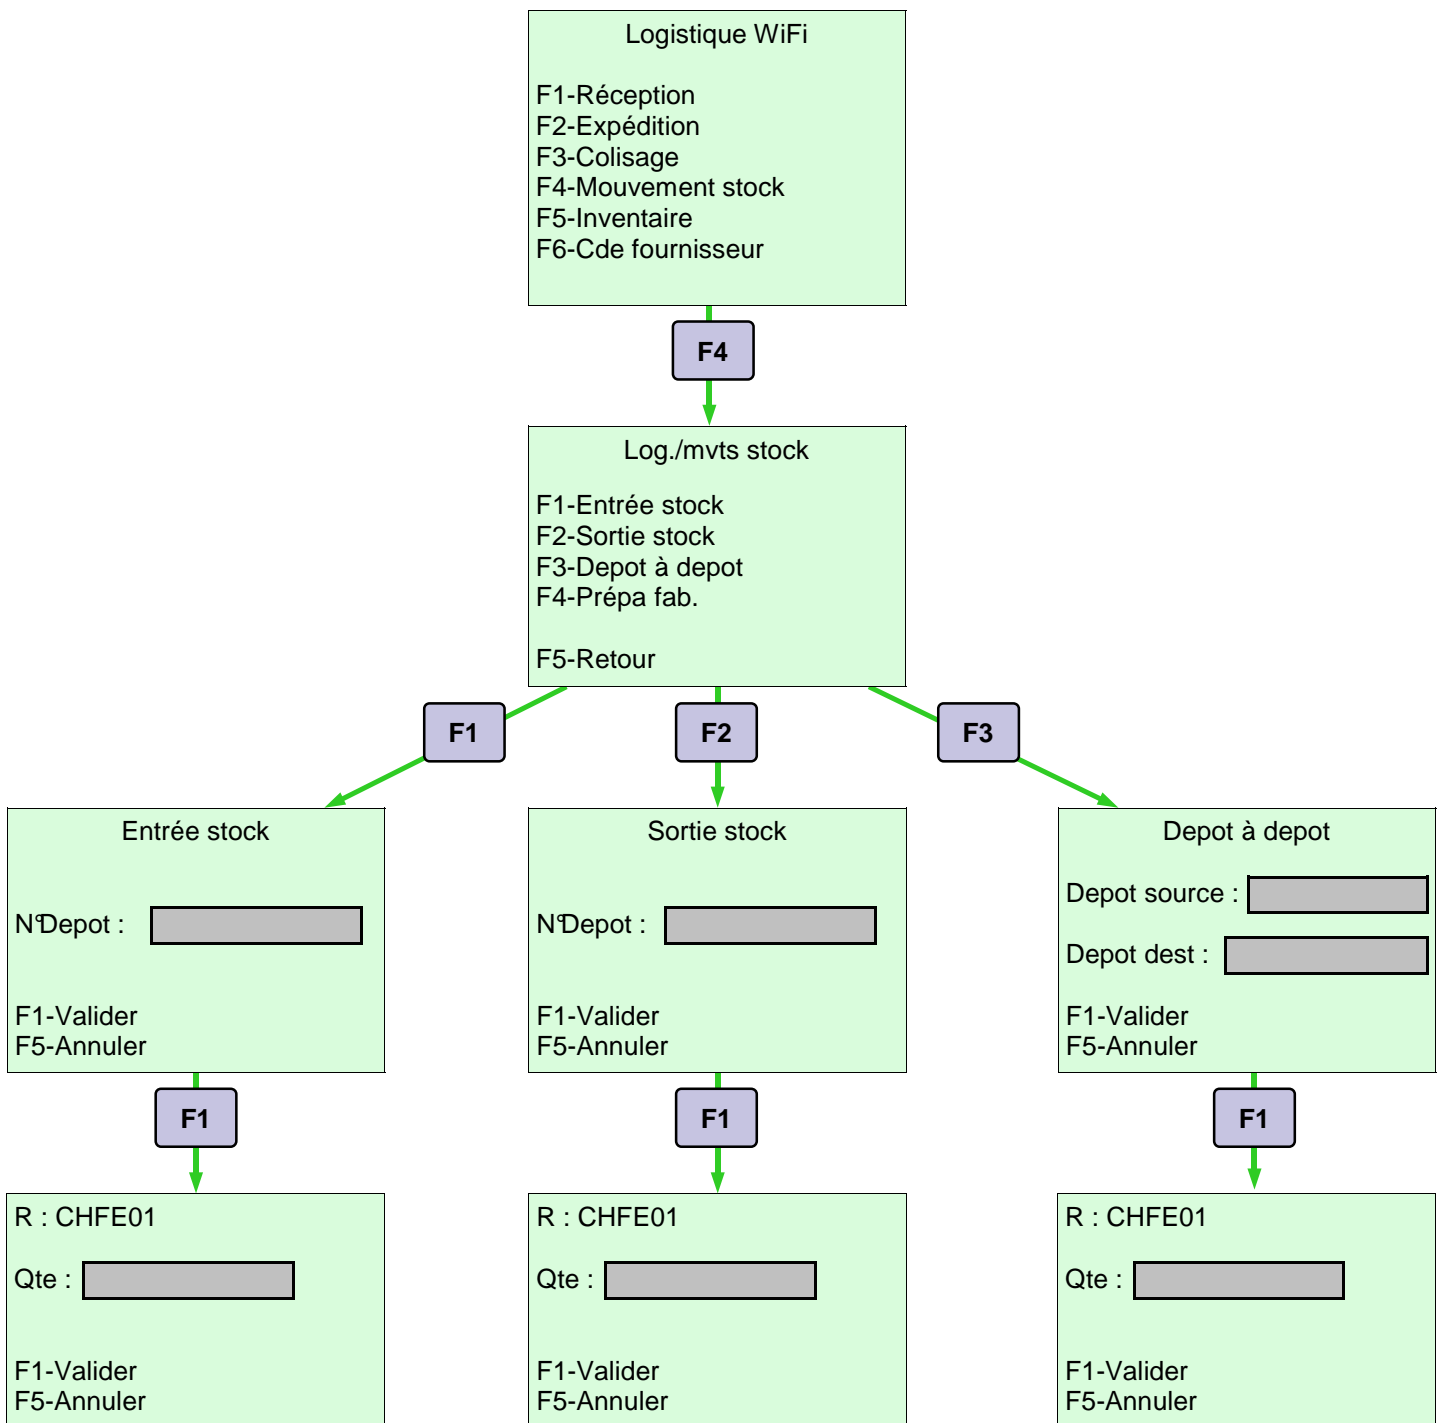 Logistique WiFi
F1-Réception
F2-Expédition
F3-Colisage
F4-Mouvement stock
F5-Inventaire
F6-Cde fournisseur
F4
Log./mvts stock
F1-Entrée stock
F2-Sortie stock
F3-Depot à depot
F4-Prépa fab.
F5-Retour
F1
F2
F3
Entrée stock
N°Depot :
F1-Valider
F5-Annuler
Sortie stock
N°Depot :
F1-Valider
F5-Annuler
Depot à depot
Depot source :
Depot dest :
F1-Valider
F5-Annuler
F1
F1
F1
R : CHFE01
Qte :
F1-Valider
F5-Annuler
R : CHFE01
Qte :
F1-Valider
F5-Annuler
R : CHFE01
Qte :
F1-Valider
F5-Annuler